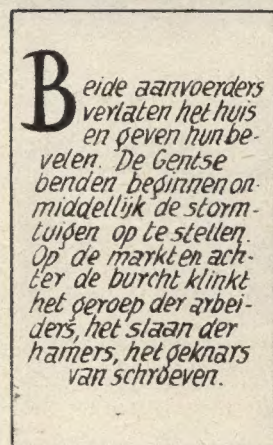 Beide aanvoerders
verlaten het huis
en geven hun be-
velen. De Gentse
benden beginnen on-
middellijk de storm-
tuigen op te stellen.
Op de markt en ach-
ter de burcht klinkt
het geroep der arbei-
ders, het slaan der
hamers, het geknars
van schroeven.